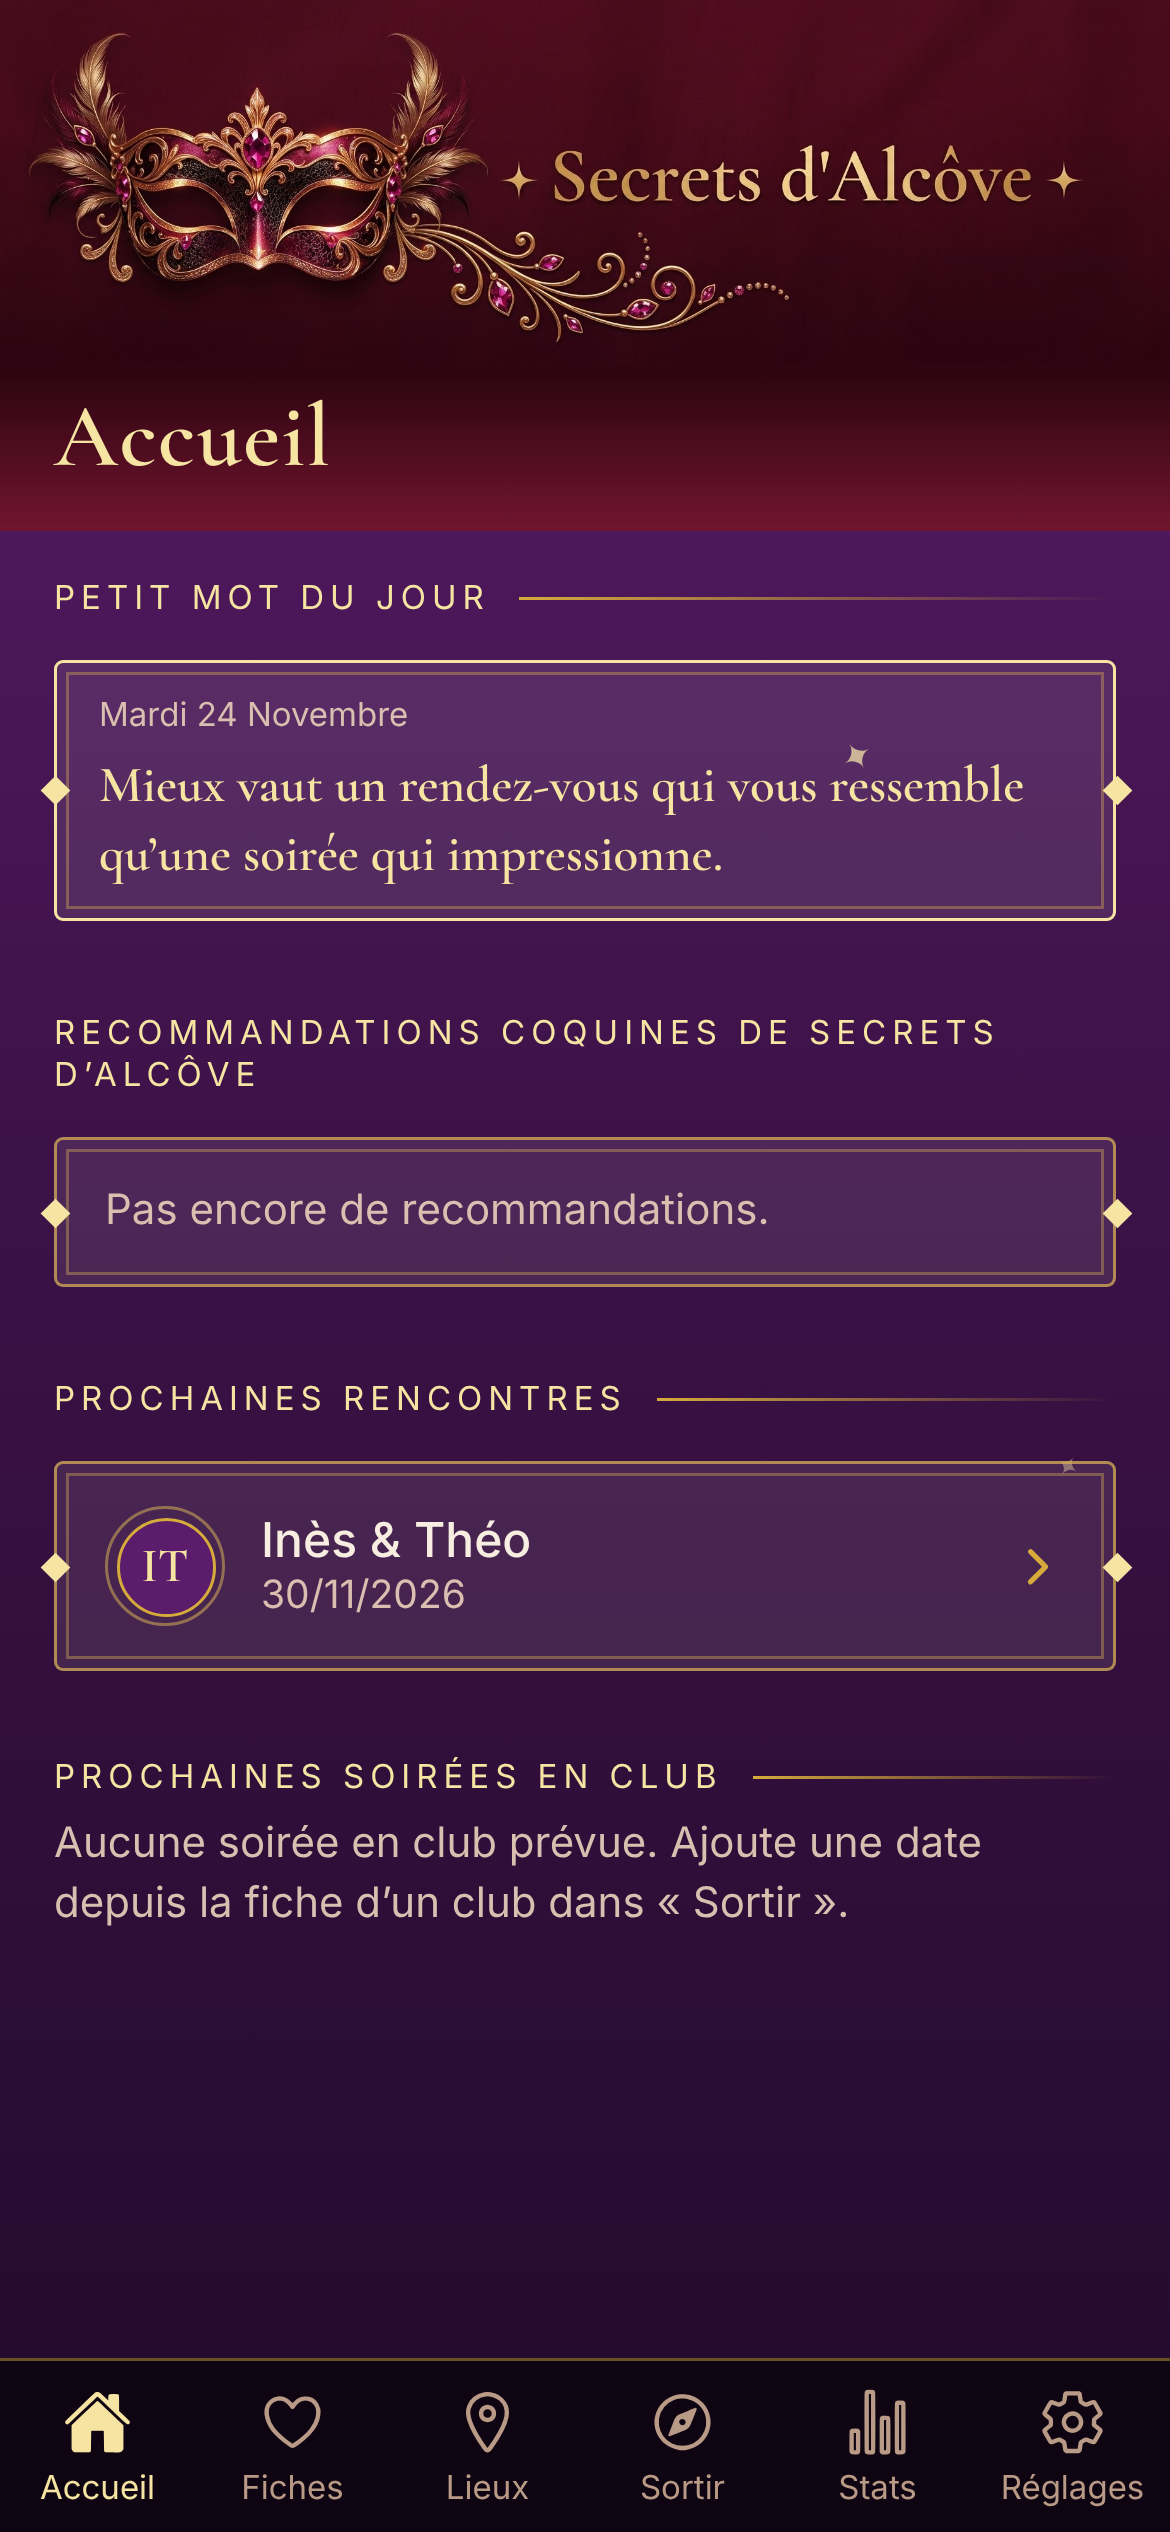 Secrets d'Alcôve
Accueil
PETIT MOT DU JOUR
Mardi 24 Novembre
Mieux vaut un rendez-vous qui vous ressemble
qu’une soirée qui impressionne.
RECOMMANDATIONS COQUINES DE SECRETS
D’ALCÔVE
Pas encore de recommandations.
PROCHAINES RENCONTRES
IT
Inès & Théo
30/11/2026
PROCHAINES SOIRÉES EN CLUB
Aucune soirée en club prévue. Ajoute une date
depuis la fiche d’un club dans « Sortir ».
Accueil Fiches Lieux Sortir Stats Réglages